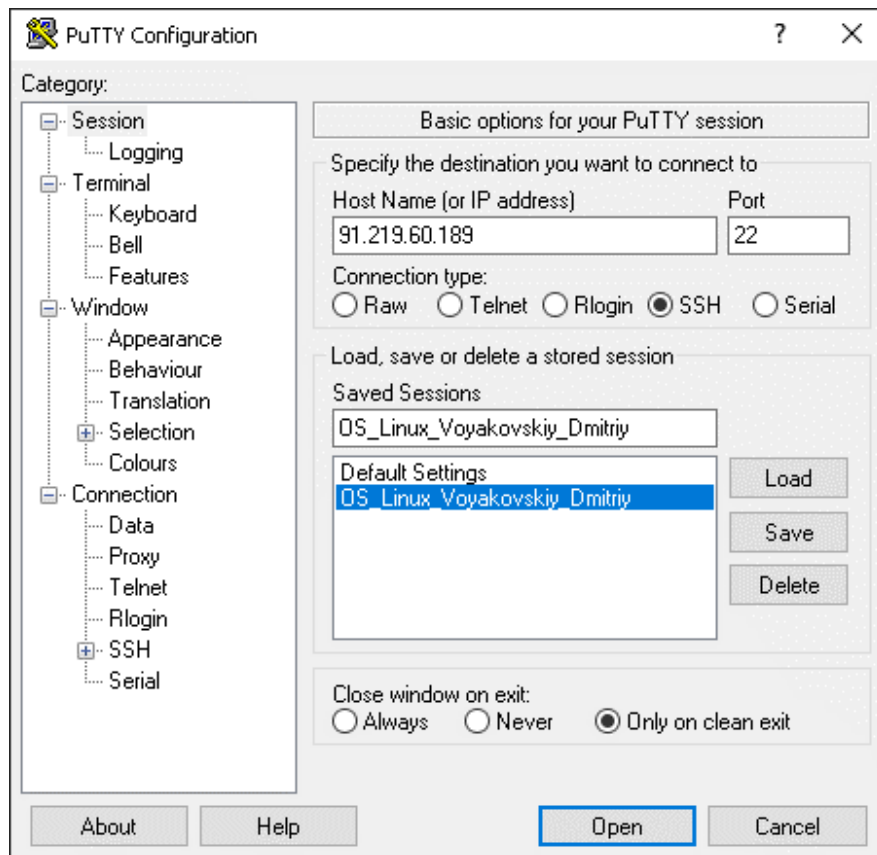 PuTTY Configuration
?
Category:
Session
Logging
Terminal
Keyboard
Bell
Features
Window
Appearance
Behaviour
Translation
Selection
Colours
Connection
Data
Proxy
Telnet
Rlogin
SSH
Serial
Basic options for your PuTTY session
Specify the destination you want to connect to
Host Name (or IP address) Port
91.219.60.189 22
Connection type:
Raw Telnet Rlogin SSH Serial
Load, save or delete a stored session
Saved Sessions
OS_Linux_Voyakovskiy_Dmitriy
Default Settings
OS_Linux_Voyakovskiy_Dmitriy
Load
Save
Delete
Close window on exit:
Always Never Only on clean exit
About Help Open Cancel